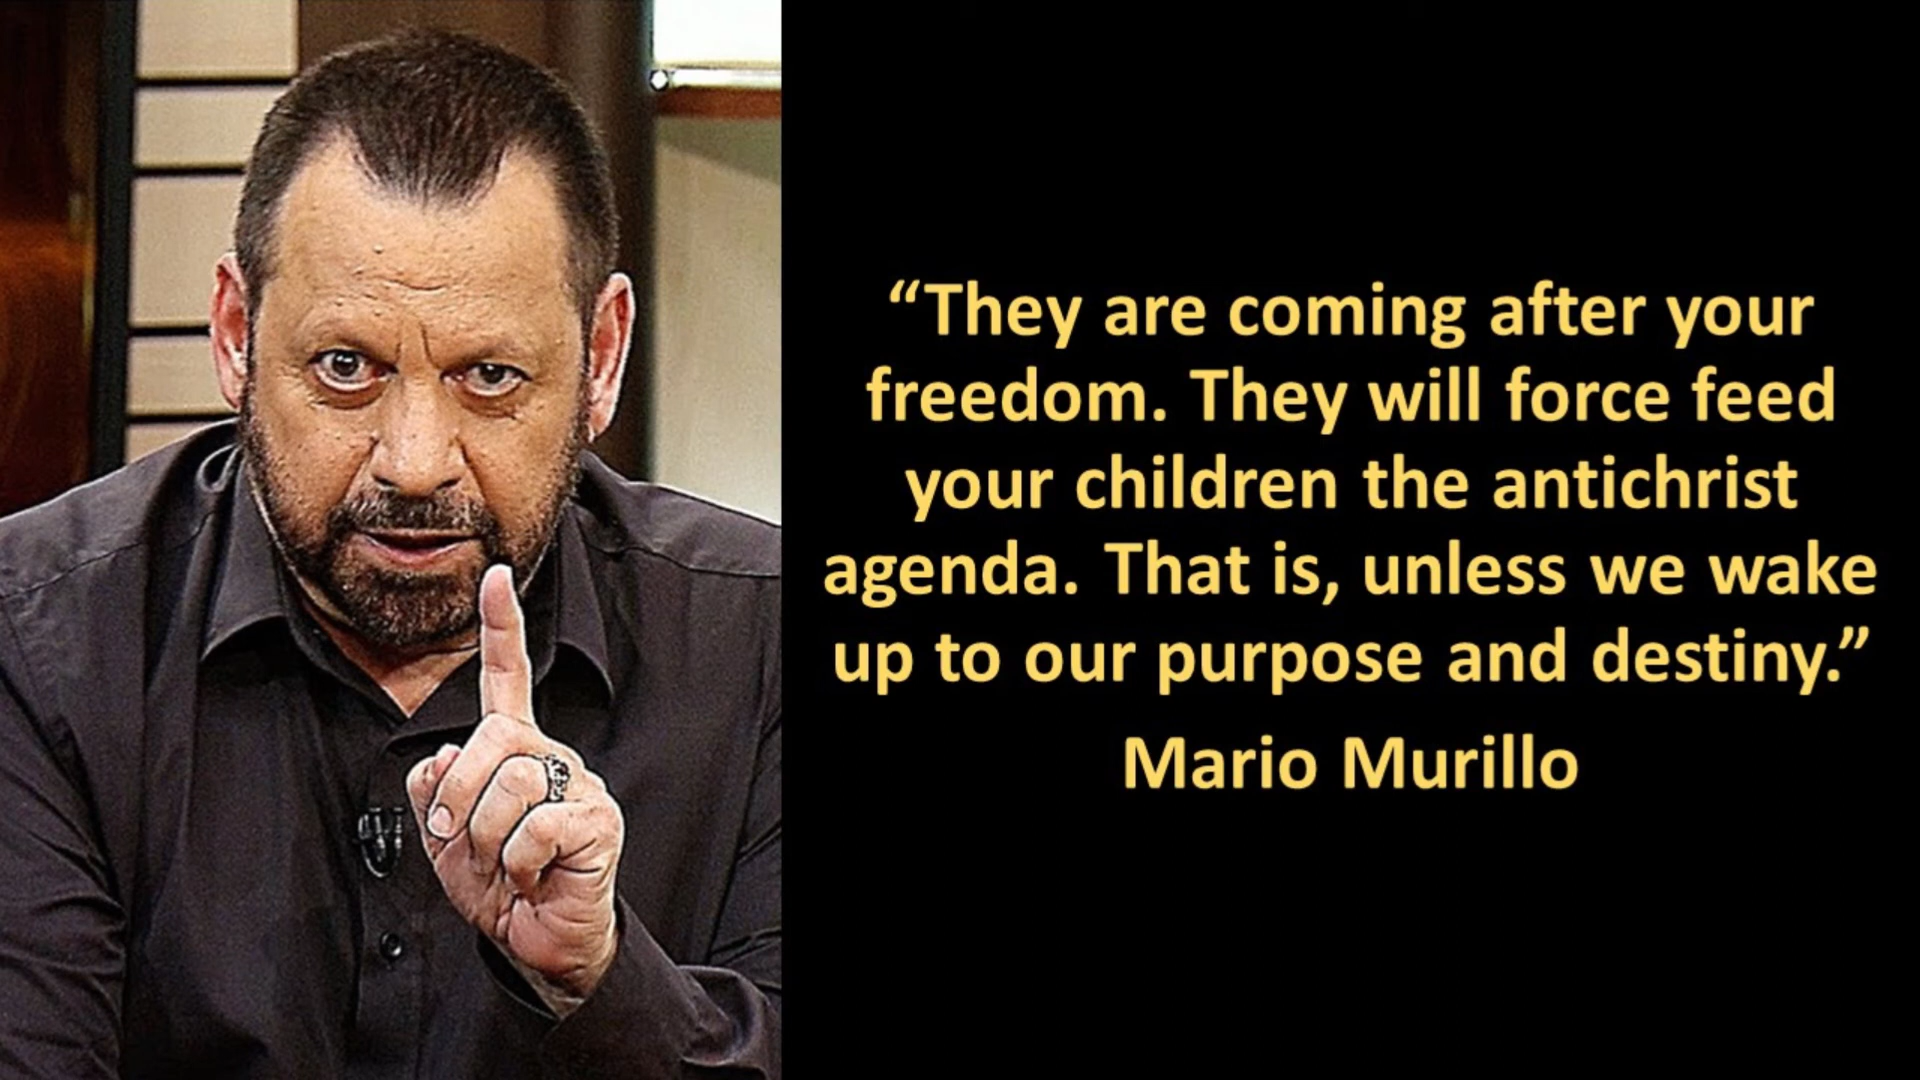 “They are coming after your
freedom. They will force feed
your children the antichrist
agenda. That is, unless we wake
up to our purpose and destiny.”
Mario Murillo